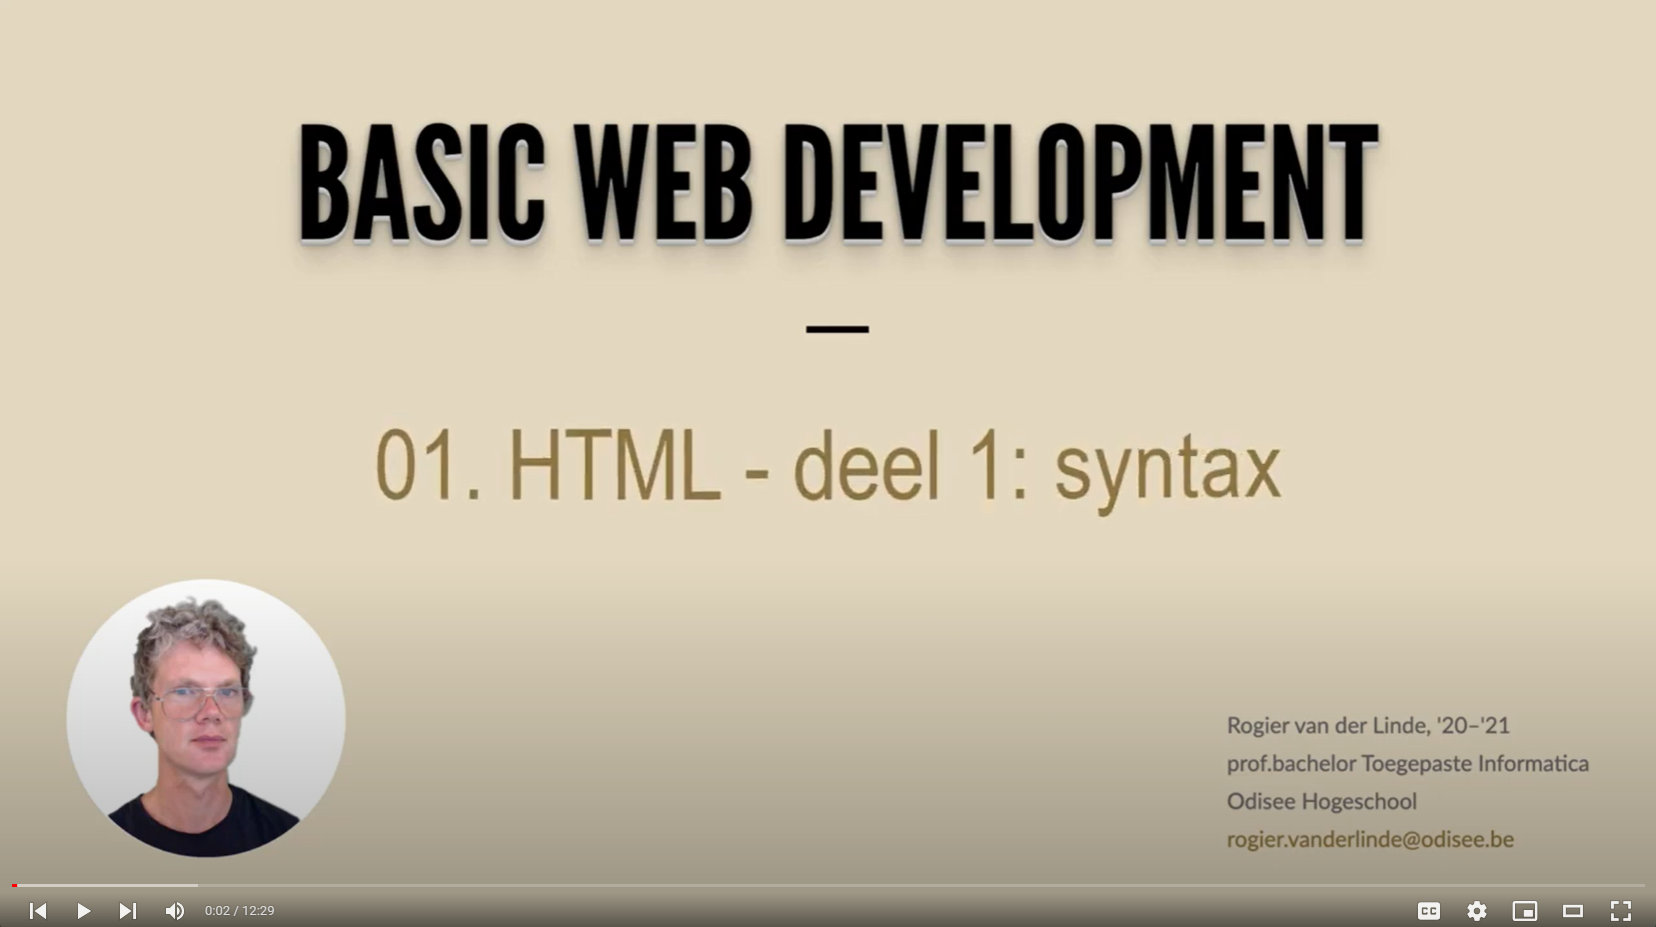 BASIC WEB DEVELOPMENT
01. HTML - deel 1: syntax
Rogier van der Linde, '20–'21
prof.bachelor Toegepaste Informatica
Odisee Hogeschool
rogier.vanderlinde@odisee.be
0:02 / 12:29
CC